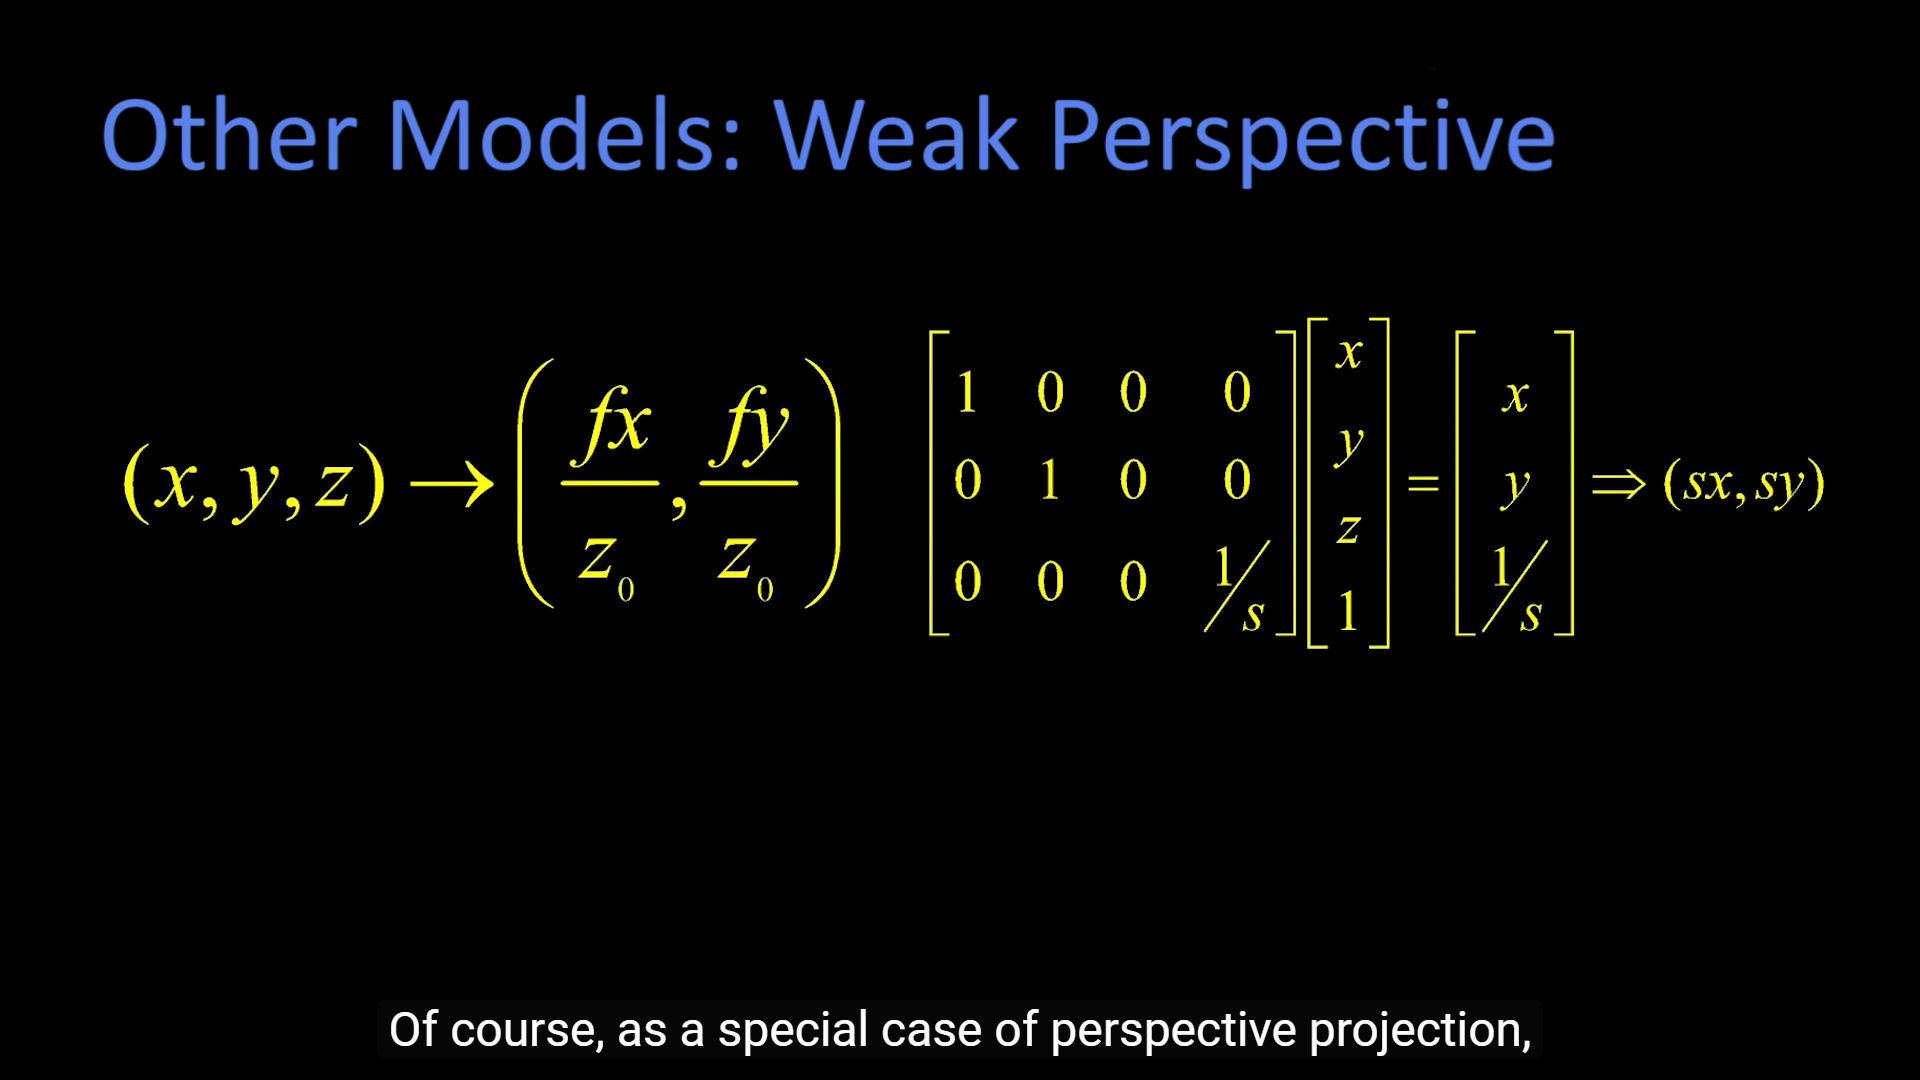 Other Models: Weak Perspective
(x, y, z) → (fx/z₀, fy/z₀) [1 0 0 0; 0 1 0 0; 0 0 0 1/s] [x; y; z; 1] = [x; y; 1/s] ⇒ (sx, sy)
Of course, as a special case of perspective projection,